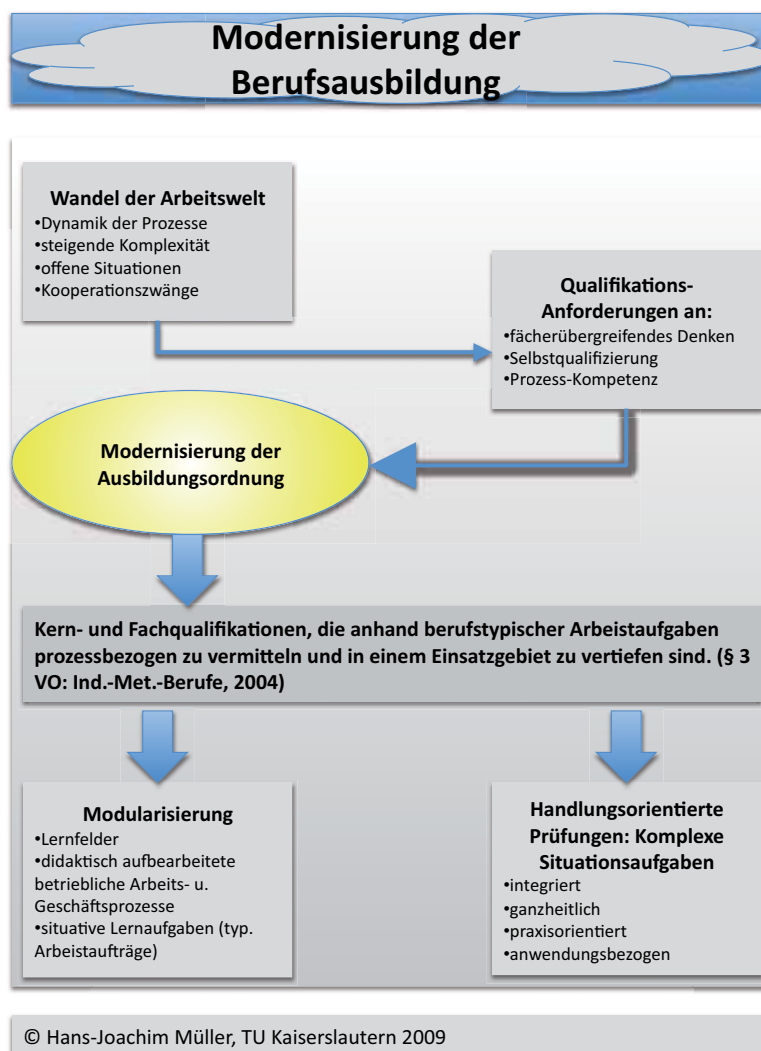 Modernisierung der
Berufsausbildung
Wandel der Arbeitswelt
•Dynamik der Prozesse
•steigende Komplexität
•offene Situationen
•Kooperationszwänge
Qualifikations-
Anforderungen an:
•fächerübergreifendes Denken
•Selbstqualifizierung
•Prozess-Kompetenz
Modernisierung der
Ausbildungsordnung
Kern- und Fachqualifikationen, die anhand berufstypischer Arbeistaufgaben
prozessbezogen zu vermitteln und in einem Einsatzgebiet zu vertiefen sind. (§ 3
VO: Ind.-Met.-Berufe, 2004)
Modularisierung
•Lernfelder
•didaktisch aufbearbeitete
betriebliche Arbeits- u.
Geschäftsprozesse
•situative Lernaufgaben (typ.
Arbeistaufträge)
Handlungsorientierte
Prüfungen: Komplexe
Situationsaufgaben
•integriert
•ganzheitlich
•praxisorientiert
•anwendungsbezogen
© Hans-Joachim Müller, TU Kaiserslautern 2009